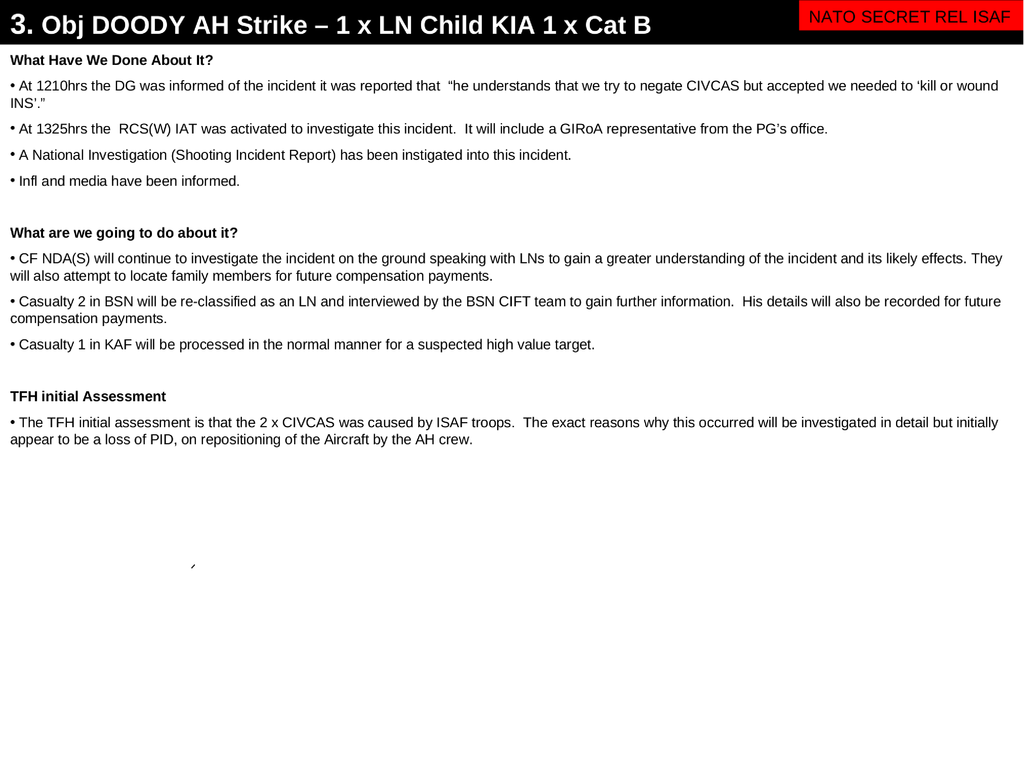 3. Obj DOODY AH Strike – 1 x LN Child KIA 1 x Cat B
NATO SECRET REL ISAF
What Have We Done About It?
• At 1210hrs the DG was informed of the incident it was reported that “he understands that we try to negate CIVCAS but accepted we needed to ‘kill or wound
INS’.”
• At 1325hrs the RCS(W) IAT was activated to investigate this incident. It will include a GIRoA representative from the PG’s office.
• A National Investigation (Shooting Incident Report) has been instigated into this incident.
• Infl and media have been informed.
What are we going to do about it?
• CF NDA(S) will continue to investigate the incident on the ground speaking with LNs to gain a greater understanding of the incident and its likely effects. They
will also attempt to locate family members for future compensation payments.
• Casualty 2 in BSN will be re-classified as an LN and interviewed by the BSN CIFT team to gain further information. His details will also be recorded for future
compensation payments.
• Casualty 1 in KAF will be processed in the normal manner for a suspected high value target.
TFH initial Assessment
• The TFH initial assessment is that the 2 x CIVCAS was caused by ISAF troops. The exact reasons why this occurred will be investigated in detail but initially
appear to be a loss of PID, on repositioning of the Aircraft by the AH crew.